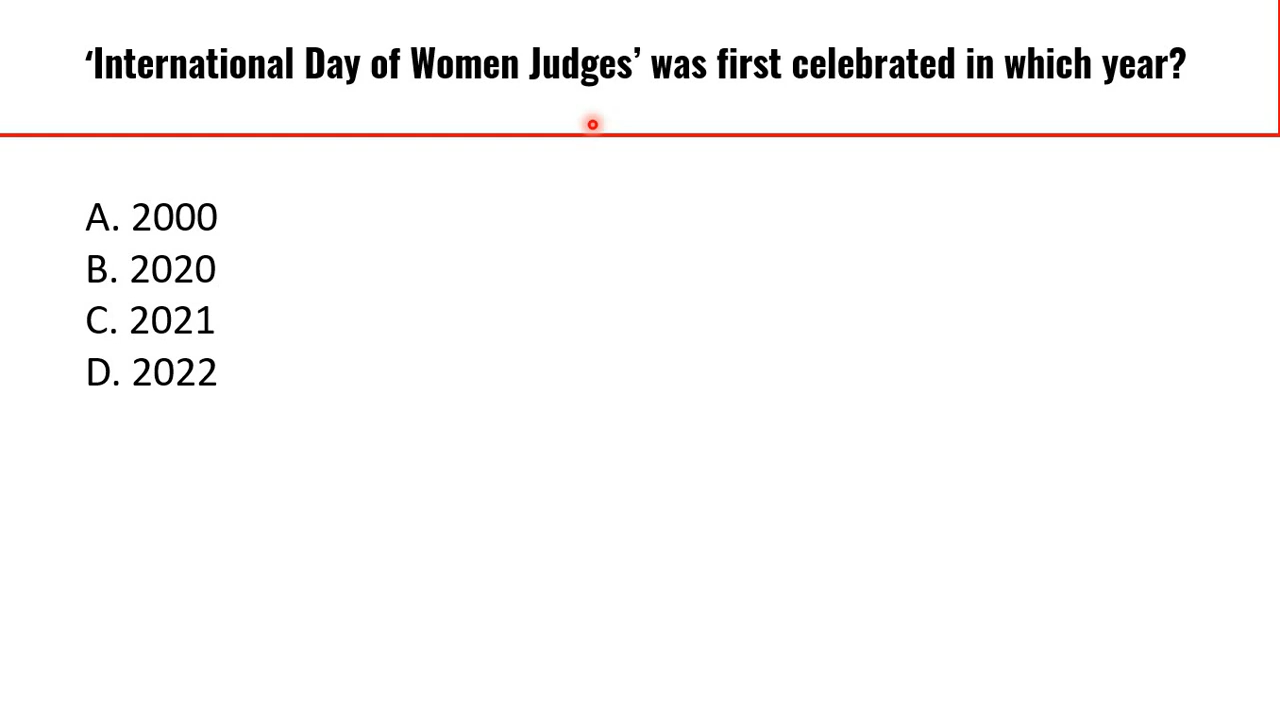 ‘International Day of Women Judges’ was first celebrated in which year?
A. 2000
B. 2020
C. 2021
D. 2022